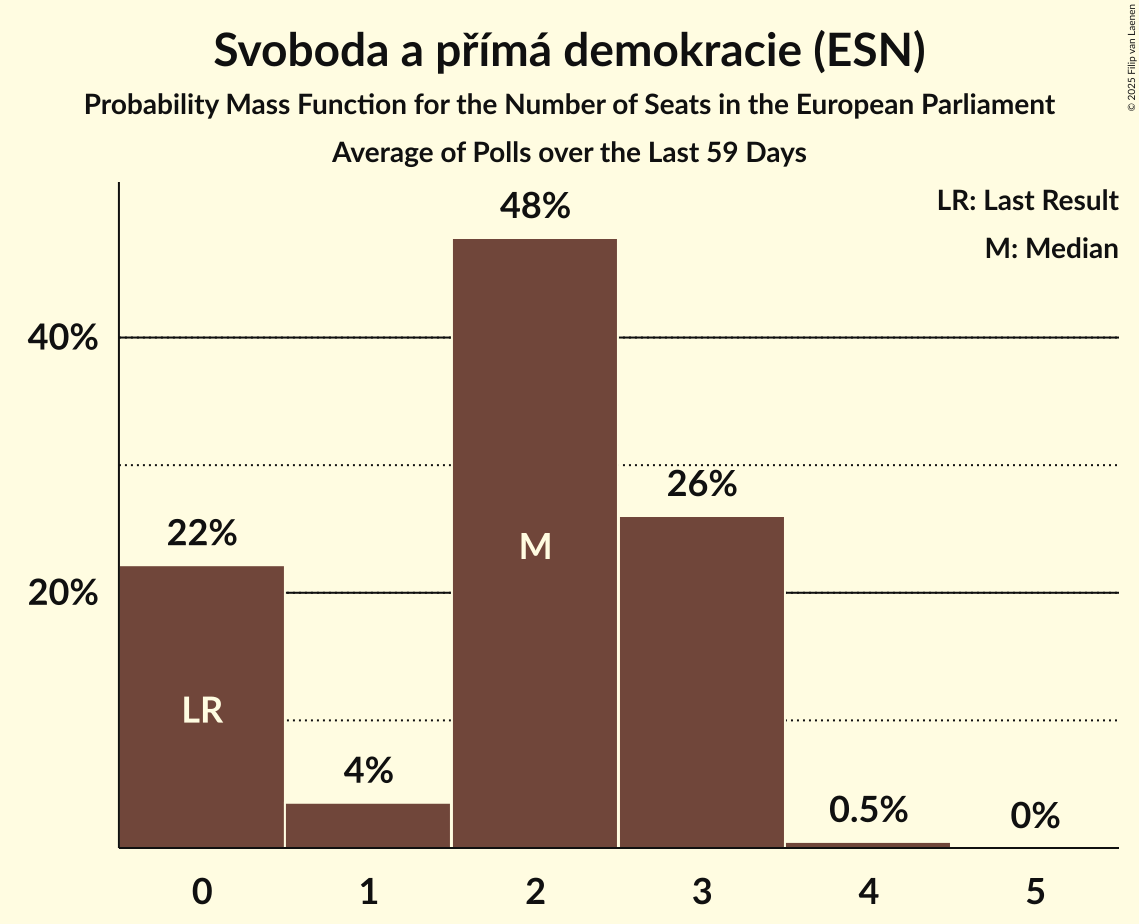 Svoboda a přímá demokracie (ESN)
Probability Mass Function for the Number of Seats in the European Parliament
Average of Polls over the Last 59 Days
© 2025 Filip van Laenen
LR: Last Result
M: Median
48%
40%
26%
22%
M
20%
LR
4%
0.5%
0%
0 1 2 3 4 5